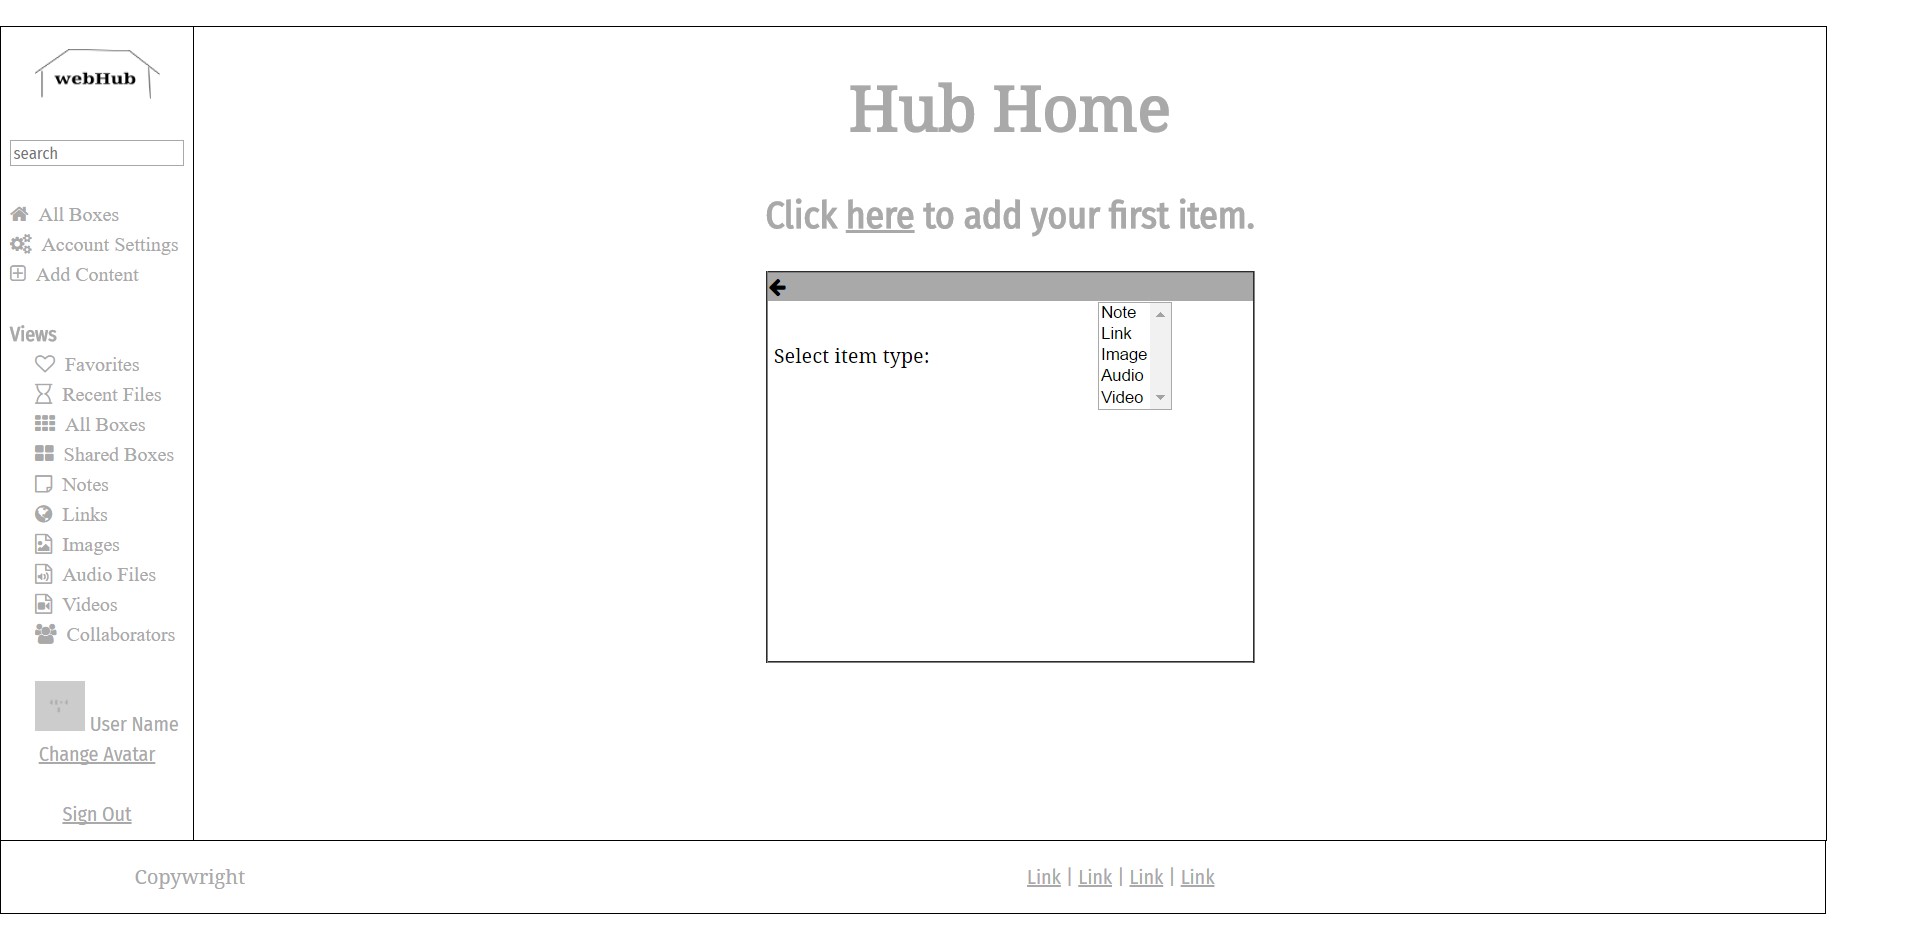 webHub
search
All Boxes
Account Settings
Add Content
Views
Favorites
Recent Files
All Boxes
Shared Boxes
Notes
Links
Images
Audio Files
Videos
Collaborators
User Name
Change Avatar
Sign Out
Hub Home
Click here to add your first item.
Select item type:
Note
Link
Image
Audio
Video
Copywright
Link | Link | Link | Link